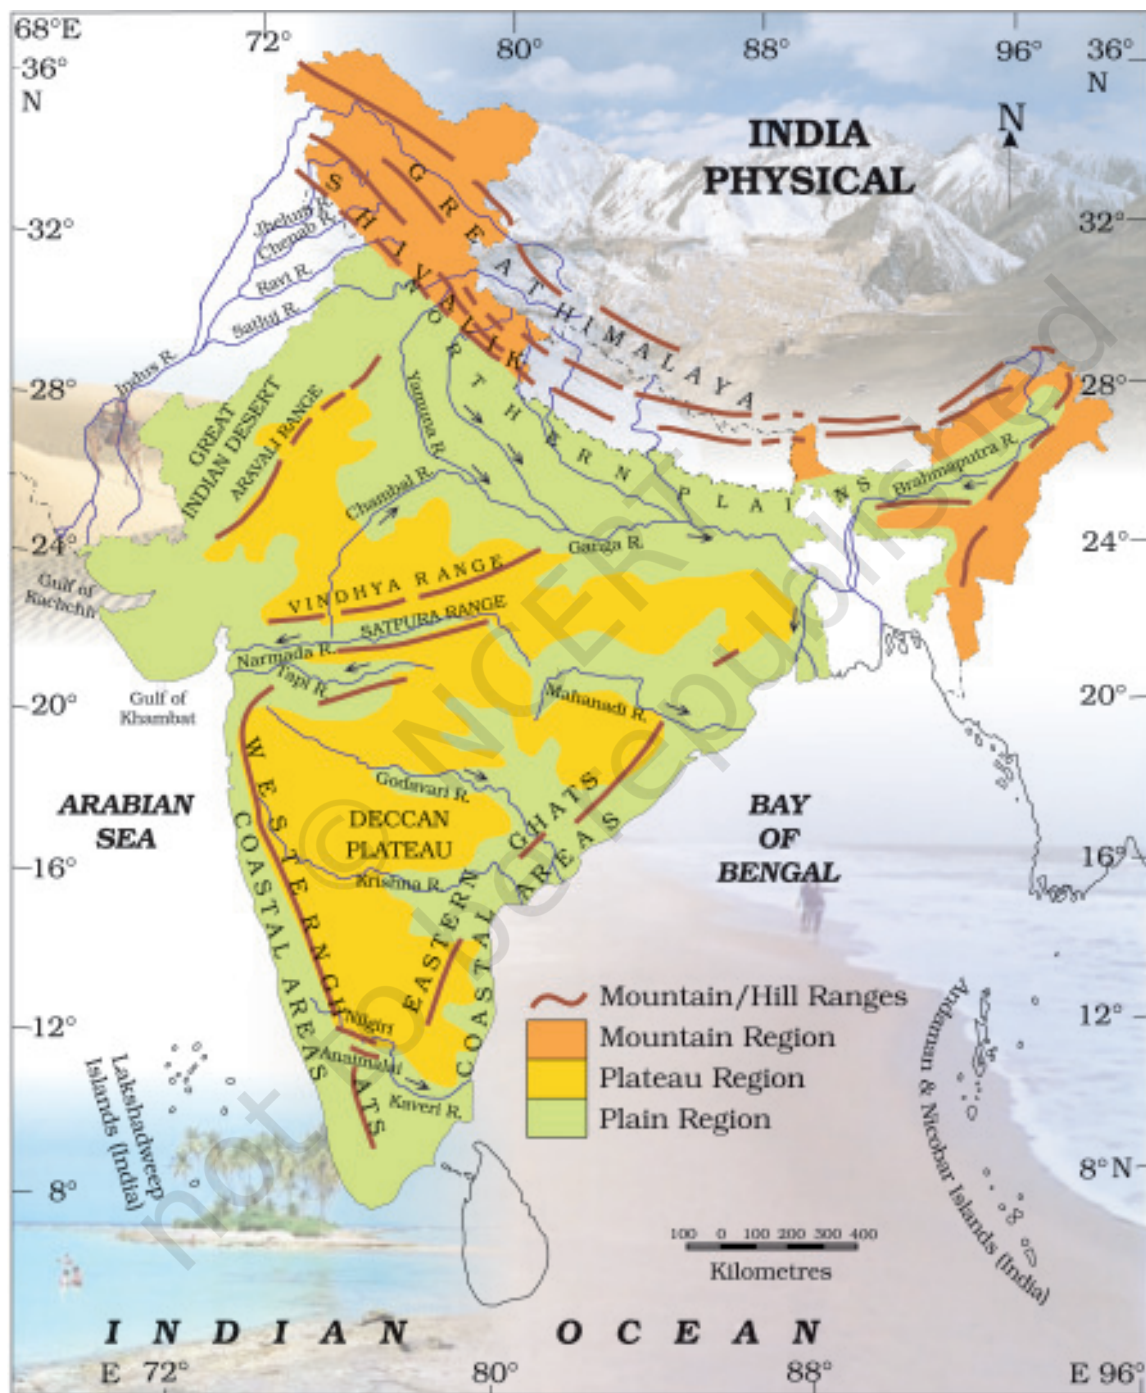 68°E
72°
80°
88°
96°
36°
N
36°
N
N
INDIA
PHYSICAL
GREAT HIMALAYA
SHIVALIK
32°
32°
Jhelum R.
Chenab R.
Ravi R.
Satluj R.
Indus R.
28°
28°
NORTHERN PLAINS
GREAT
INDIAN DESERT
ARAVALI RANGE
Yamuna R.
Chambal R.
Brahmaputra R.
24°
24°
Ganga R.
Gulf of
Kachchh
VINDHYA RANGE
SATPURA RANGE
Narmada R.
Tapi R.
Mahanadi R.
20°
20°
Gulf of
Khambat
WESTERN GHATS
COASTAL AREAS
Godavari R.
DECCAN
PLATEAU
Krishna R.
EASTERN GHATS
COASTAL AREAS
ARABIAN
SEA
BAY
OF
BENGAL
16°
16°
12°
12°
Nilgiri
Anaimalai
Kaveri R.
Lakshadweep
Islands (India)
Andaman & Nicobar Islands (India)
Mountain/Hill Ranges
Mountain Region
Plateau Region
Plain Region
8°
8°N
100 0 100 200 300 400
Kilometres
INDIAN OCEAN
E 72°
80°
88°
E 96°
© NCERT
not to be republished